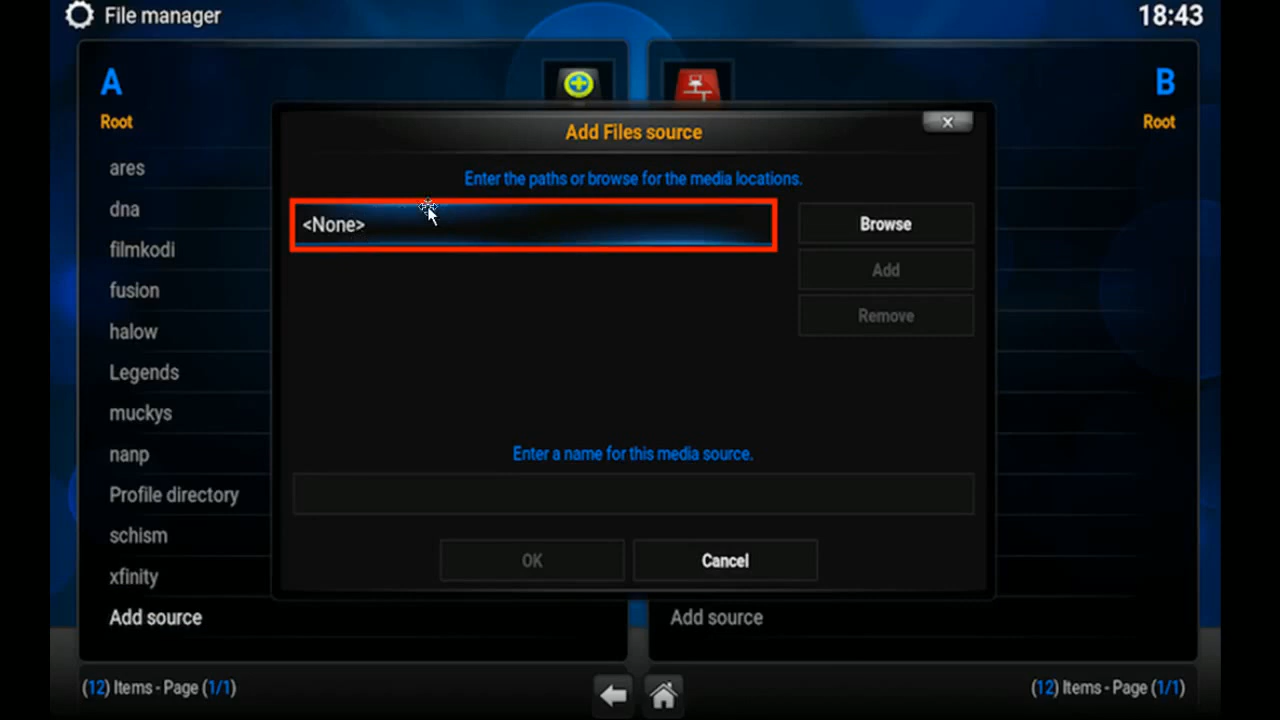 File manager
18:43
A
B
Root
Root
Add Files source
Enter the paths or browse for the media locations.
<None>
Browse
Add
Remove
Enter a name for this media source.
OK
Cancel
ares
dna
filmkodi
fusion
halow
Legends
muckys
nanp
Profile directory
schism
xfinity
Add source
Add source
(12) Items - Page (1/1)
(12) Items - Page (1/1)